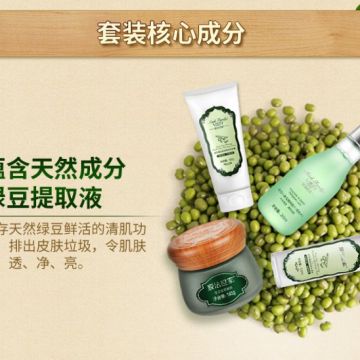 套装核心成分
蕴含天然成分
绿豆提取液
存天然绿豆鲜活的清肌功
排出皮肤垃圾，令肌肤
透、净、亮。